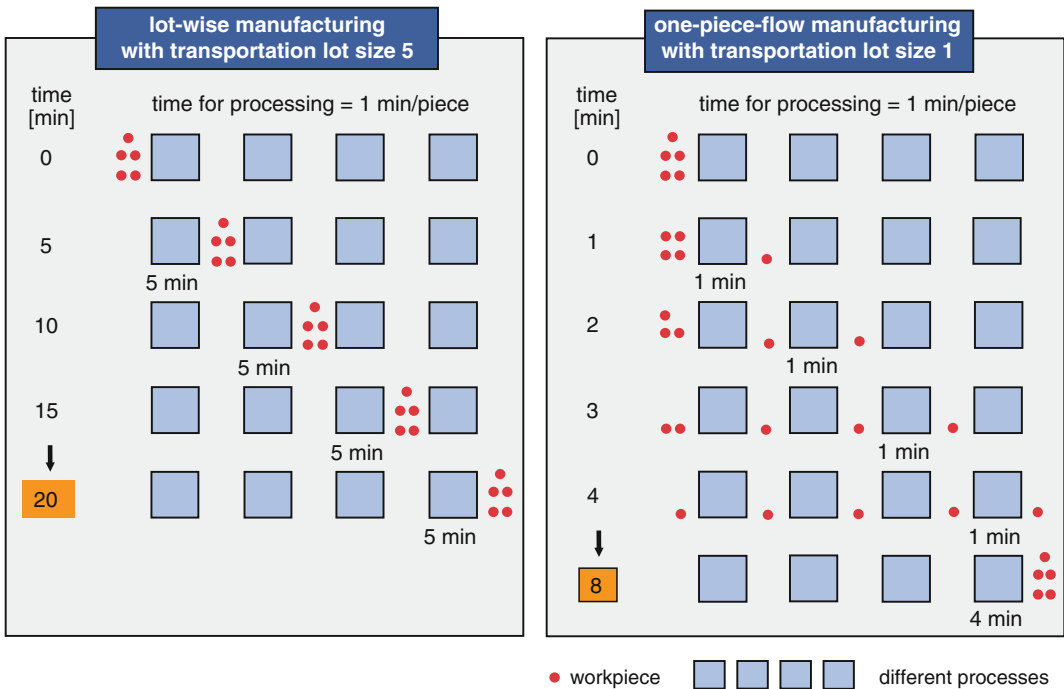 lot-wise manufacturing
with transportation lot size 5
time
[min]
time for processing = 1 min/piece
0
5
5 min
10
5 min
15
5 min
20
5 min
one-piece-flow manufacturing
with transportation lot size 1
time
[min]
time for processing = 1 min/piece
0
1
1 min
2
1 min
3
1 min
4
1 min
8
4 min
workpiece
different processes